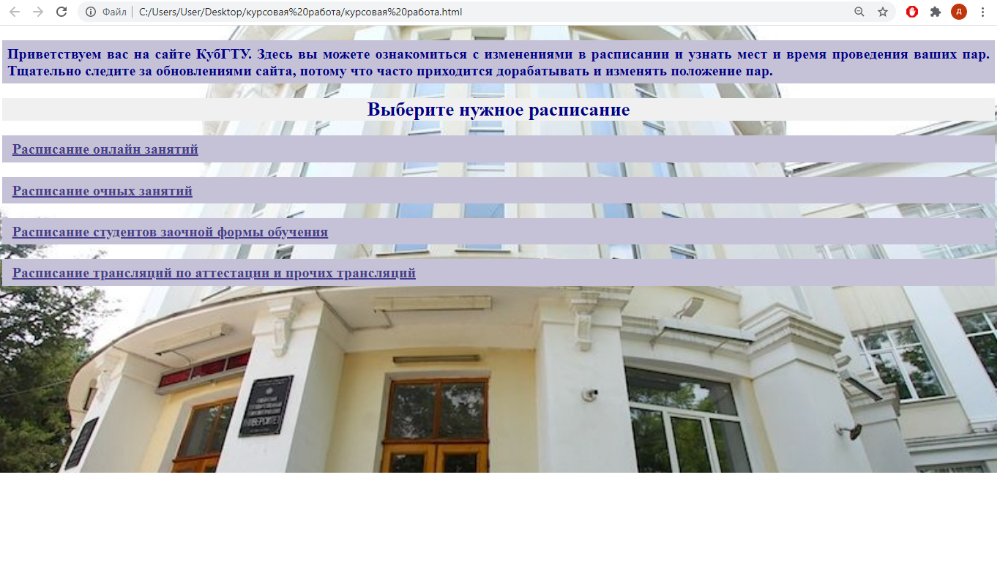 Файл
C:/Users/User/Desktop/курсовая%20работа/курсовая%20работа.html
Д
Приветствуем вас на сайте КубГТУ. Здесь вы можете ознакомиться с изменениями в расписании и узнать мест и время проведения ваших пар.
Тщательно следите за обновлениями сайта, потому что часто приходится дорабатывать и изменять положение пар.
Выберите нужное расписание
Расписание онлайн занятий
Расписание очных занятий
Расписание студентов заочной формы обучения
Расписание трансляций по аттестации и прочих трансляций
УНИВЕРСИТЕТ